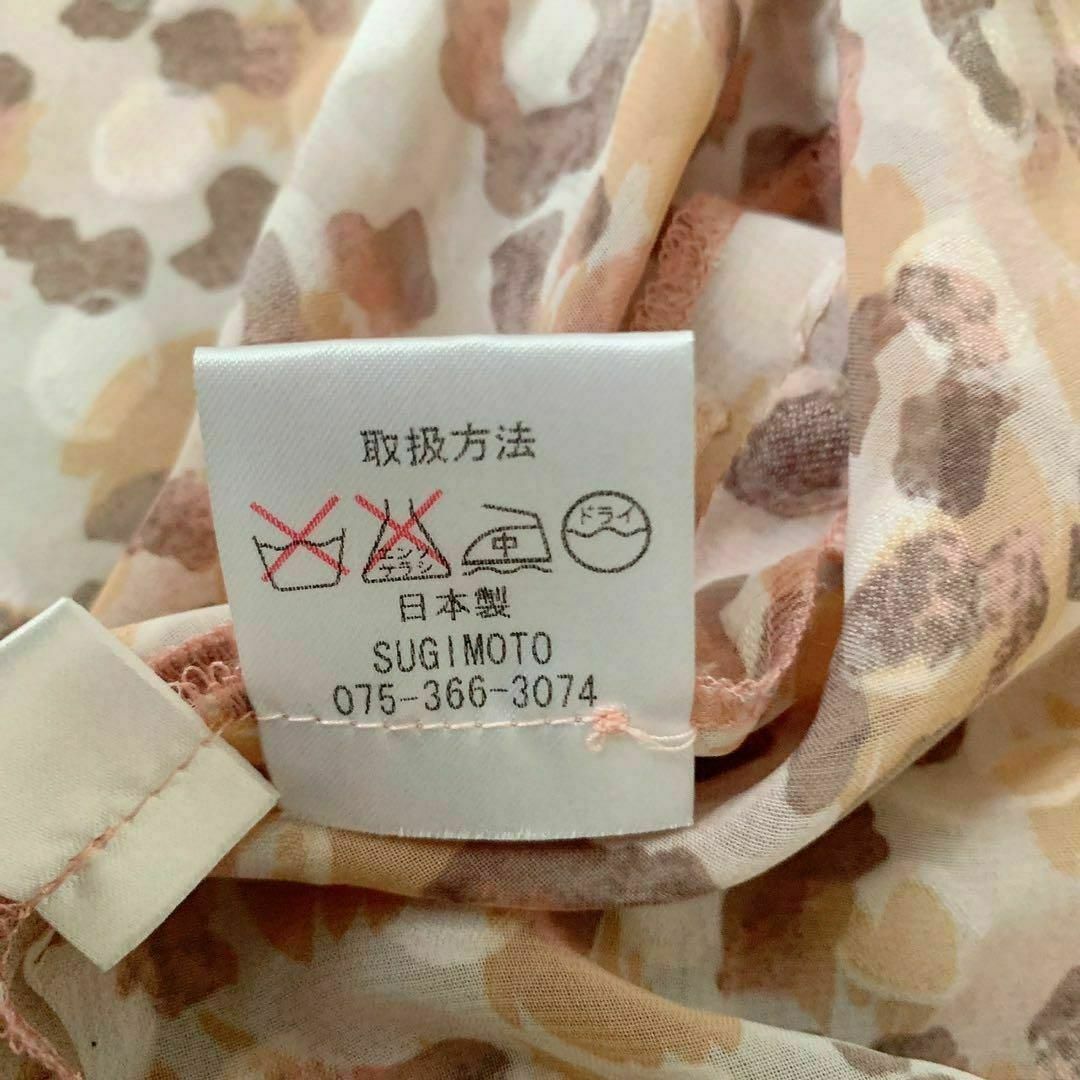 取扱方法
エンソ
サラシ
中
ドライ
日本製
SUGIMOTO
075-366-3074